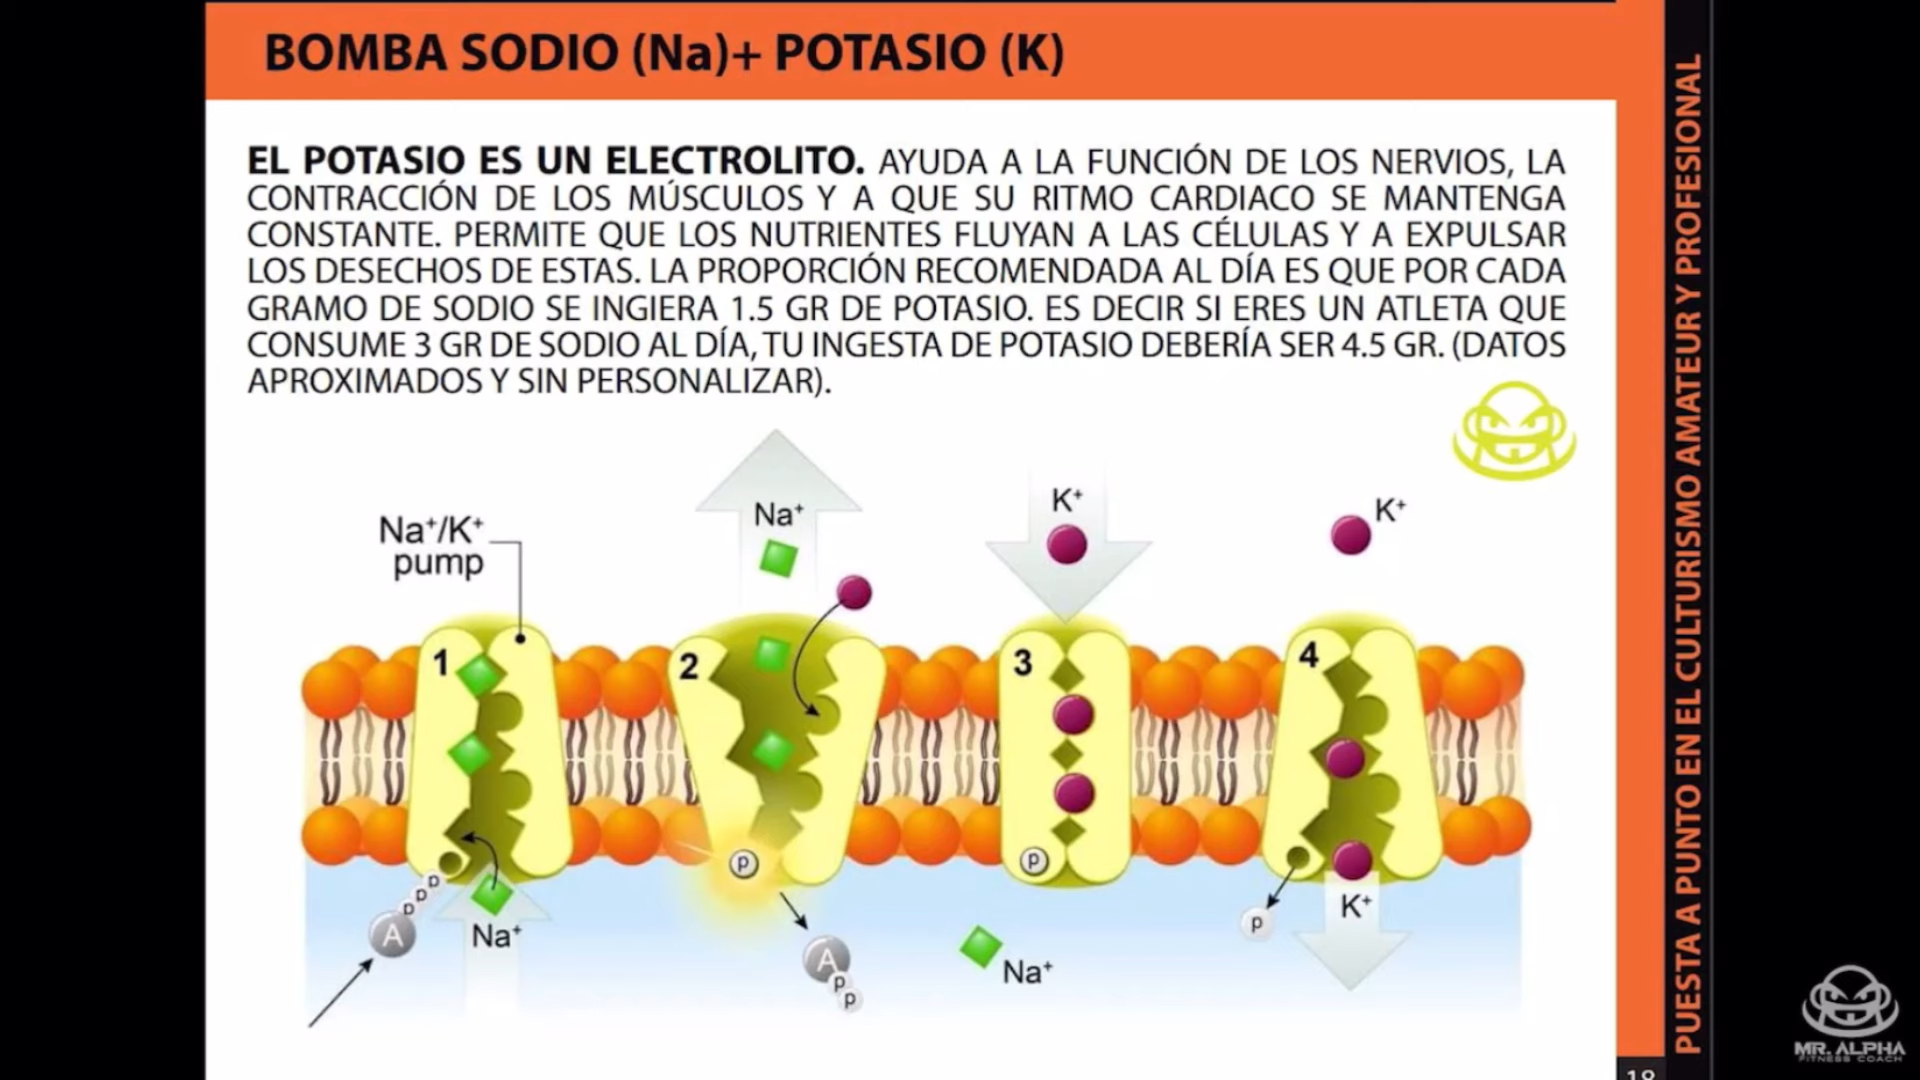 BOMBA SODIO (Na)+ POTASIO (K)
EL POTASIO ES UN ELECTROLITO. AYUDA A LA FUNCIÓN DE LOS NERVIOS, LA
CONTRACCIÓN DE LOS MÚSCULOS Y A QUE SU RITMO CARDIACO SE MANTENGA
CONSTANTE. PERMITE QUE LOS NUTRIENTES FLUYAN A LAS CÉLULAS Y A EXPULSAR
LOS DESECHOS DE ESTAS. LA PROPORCIÓN RECOMENDADA AL DÍA ES QUE POR CADA
GRAMO DE SODIO SE INGIERA 1.5 GR DE POTASIO. ES DECIR SI ERES UN ATLETA QUE
CONSUME 3 GR DE SODIO AL DÍA, TU INGESTA DE POTASIO DEBERÍA SER 4.5 GR. (DATOS
APROXIMADOS Y SIN PERSONALIZAR).
Na⁺/K⁺
pump
Na⁺
K⁺
K⁺
1
2
3
4
P
P
P
P
P
A
Na⁺
A
P
P
Na⁺
P
K⁺
PUESTA A PUNTO EN EL CULTURISMO AMATEUR Y PROFESIONAL
MR. ALPHA
FITNESS COACH
18